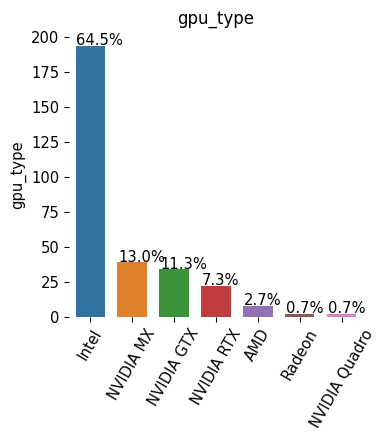 gpu_type
200
175
150
125
100
75
50
25
0
gpu_type
64.5%
13.0%
11.3%
7.3%
2.7%
0.7%
0.7%
Intel
NVIDIA MX
NVIDIA GTX
NVIDIA RTX
AMD
Radeon
NVIDIA Quadro